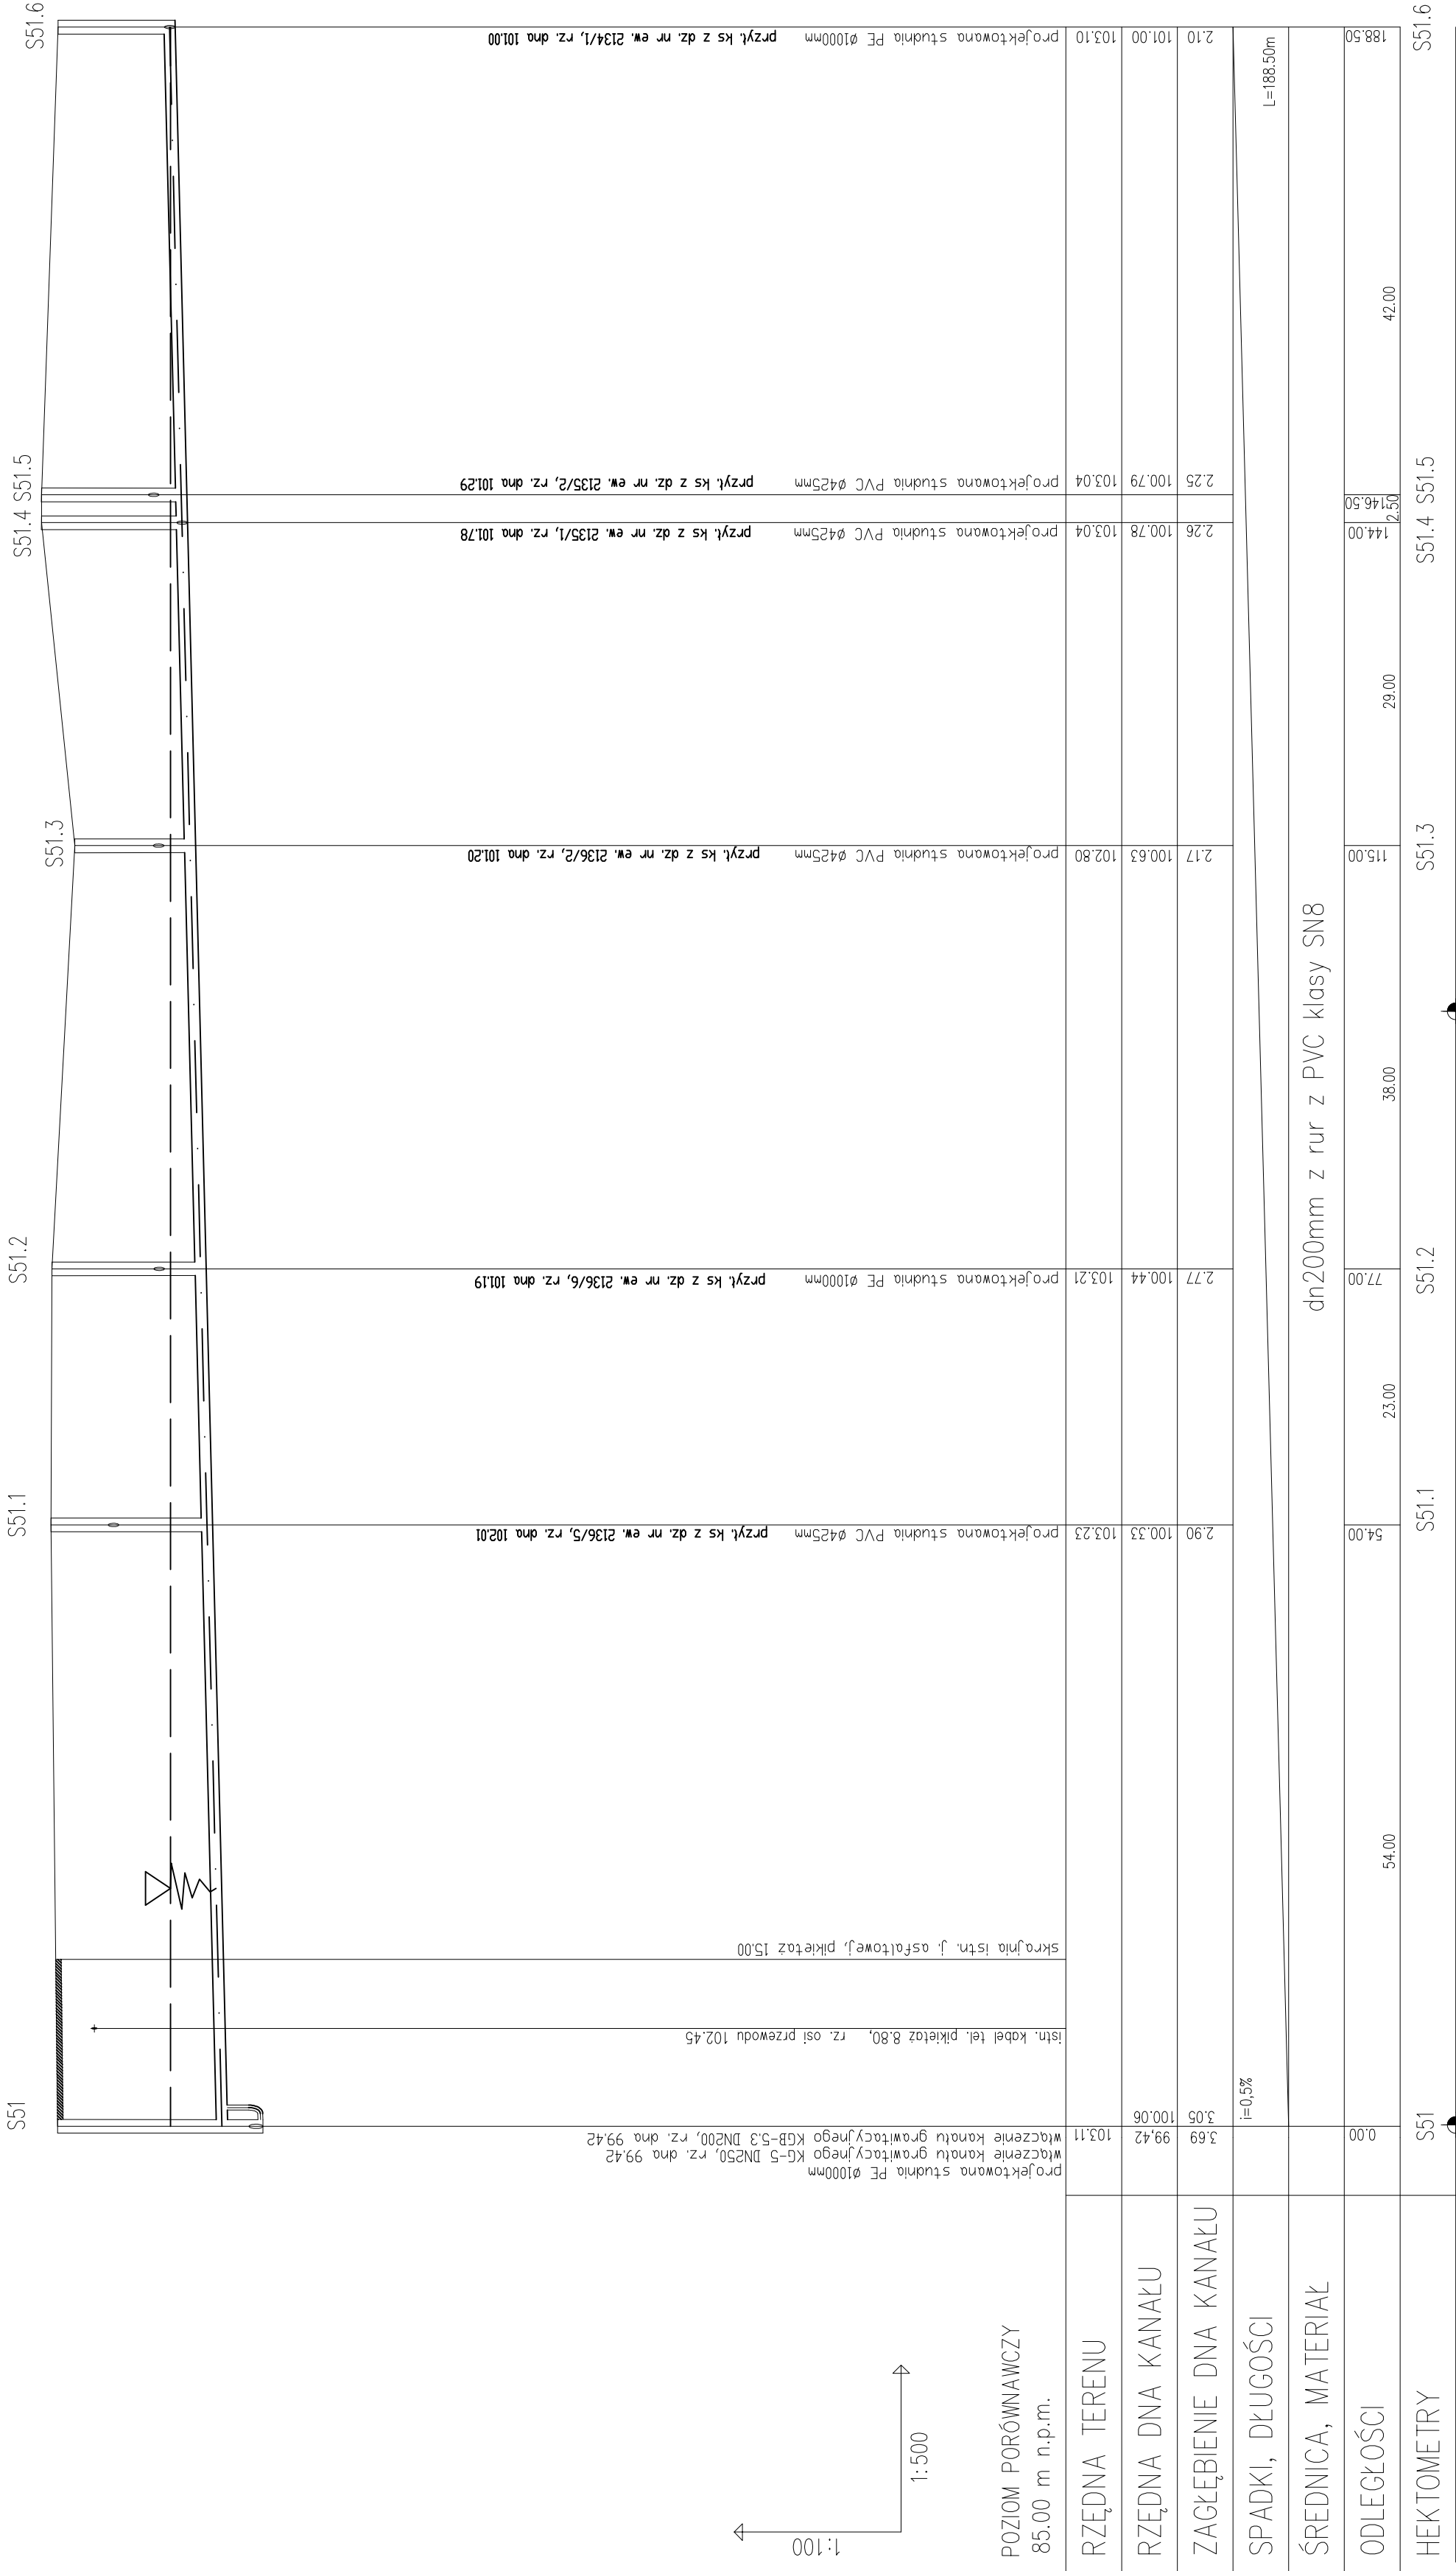 S51
S51.1
S51.2
S51.3
S51.4 S51.5
S51.6
projektowana studnia PE Ø1000mm
włączenie kanału grawitacyjnego KG-5 DN250, rz. dna 99.42
włączenie kanału grawitacyjnego KGB-5.3 DN200, rz. dna 99.42
istn. kabel tel. pikietaż 8.80, rz. osi przewodu 102.45
skrajnia istn. j. asfaltowej, pikietaż 15.00
projektowana studnia PVC Ø425mm przył. ks z dz. nr ew. 2136/5, rz. dna 102.01
projektowana studnia PE Ø1000mm przył. ks z dz. nr ew. 2136/6, rz. dna 101.19
projektowana studnia PVC Ø425mm przył. ks z dz. nr ew. 2136/2, rz. dna 101.20
projektowana studnia PVC Ø425mm przył. ks z dz. nr ew. 2135/1, rz. dna 101.78
projektowana studnia PVC Ø425mm przył. ks z dz. nr ew. 2135/2, rz. dna 101.29
projektowana studnia PE Ø1000mm przył. ks z dz. nr ew. 2134/1, rz. dna 101.00
1:100
1:500
POZIOM PORÓWNAWCZY
85.00 m n.p.m.
RZĘDNA TERENU
103.11 103.23 103.21 102.80 103.04 103.04 103.10
RZĘDNA DNA KANAŁU
99,42 100.06 100.33 100.44 100.63 100.78 100.79 101.00
ZAGŁĘBIENIE DNA KANAŁU
3.69 3.05 2.90 2.77 2.17 2.26 2.25 2.10
SPADKI, DŁUGOŚCI
i=0,5% L=188.50m
ŚREDNICA, MATERIAŁ
dn200mm z rur z PVC klasy SN8
ODLEGŁOŚCI
0.00 54.00 77.00 115.00 144.00 146.50 188.50
54.00 23.00 38.00 29.00 2.50 42.00
HEKTOMETRY
S51 S51.1 S51.2 S51.3 S51.4 S51.5 S51.6